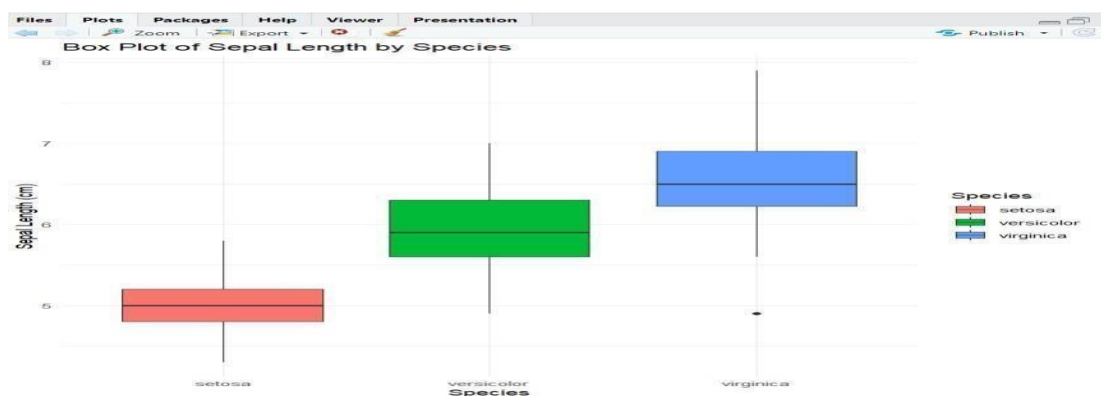 Files Plots Packages Help Viewer Presentation
Zoom Export Publish
Box Plot of Sepal Length by Species
8
7
6
5
Sepal Length (cm)
setosa versicolor virginica
Species
Species
setosa
versicolor
virginica